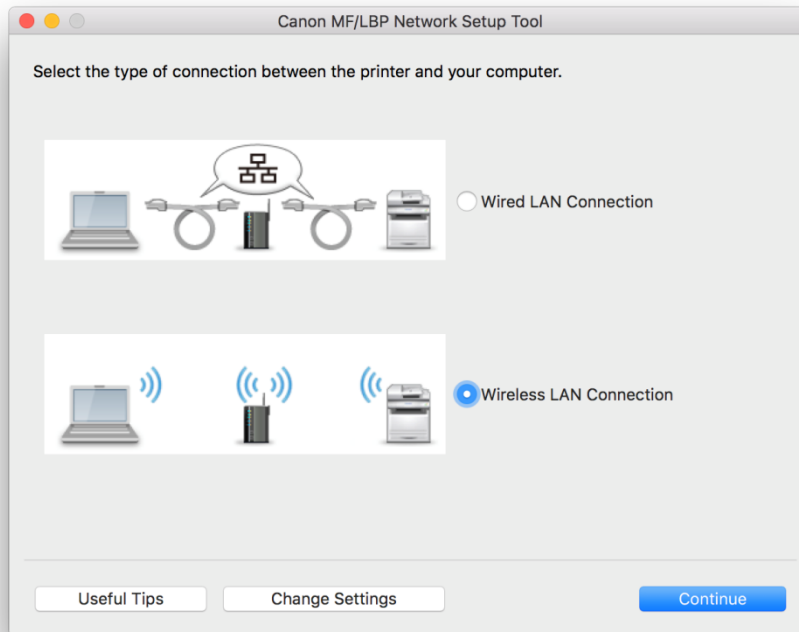 Canon MF/LBP Network Setup Tool
Select the type of connection between the printer and your computer.
Wired LAN Connection
Wireless LAN Connection
Useful Tips
Change Settings
Continue